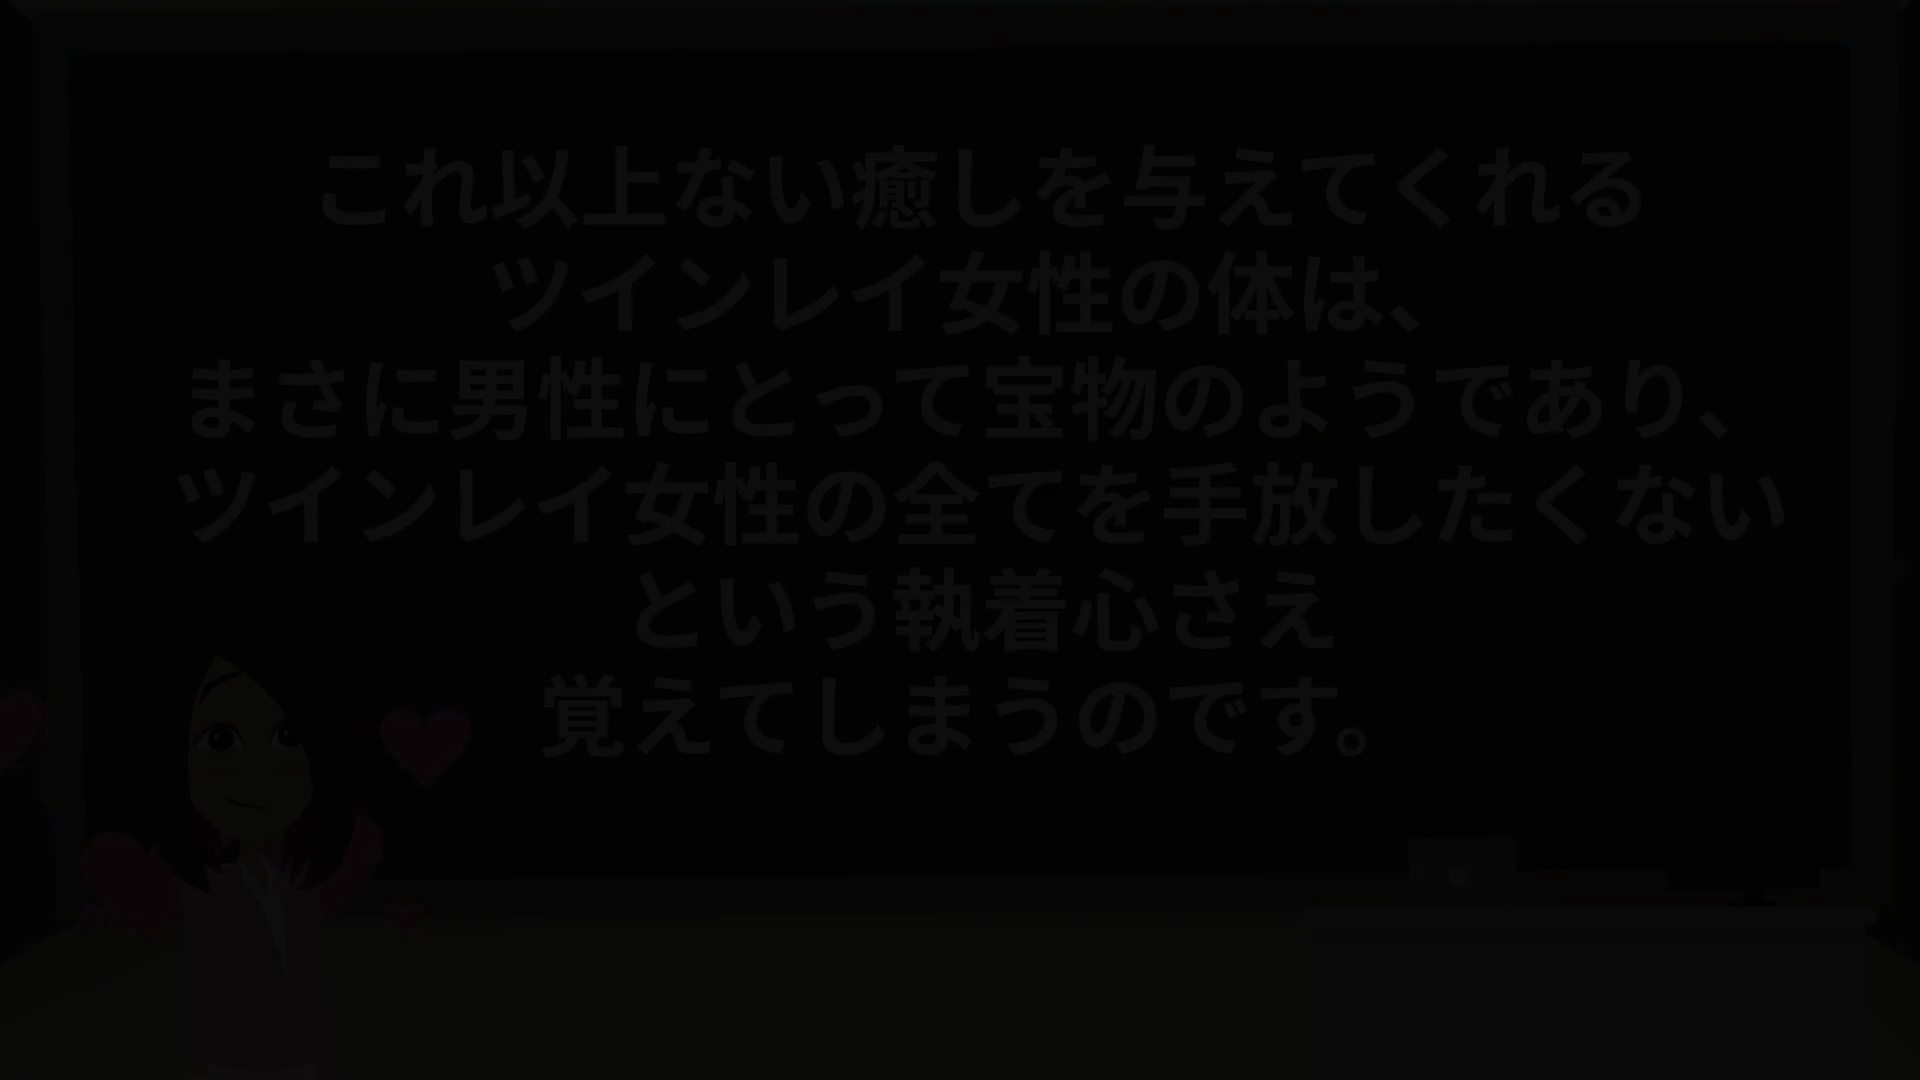 これ以上ない癒しを与えてくれる
ツインレイ女性の体は、
まさに男性にとって宝物のようであり、
ツインレイ女性の全てを手放したくない
という執着心さえ
覚えてしまうのです。